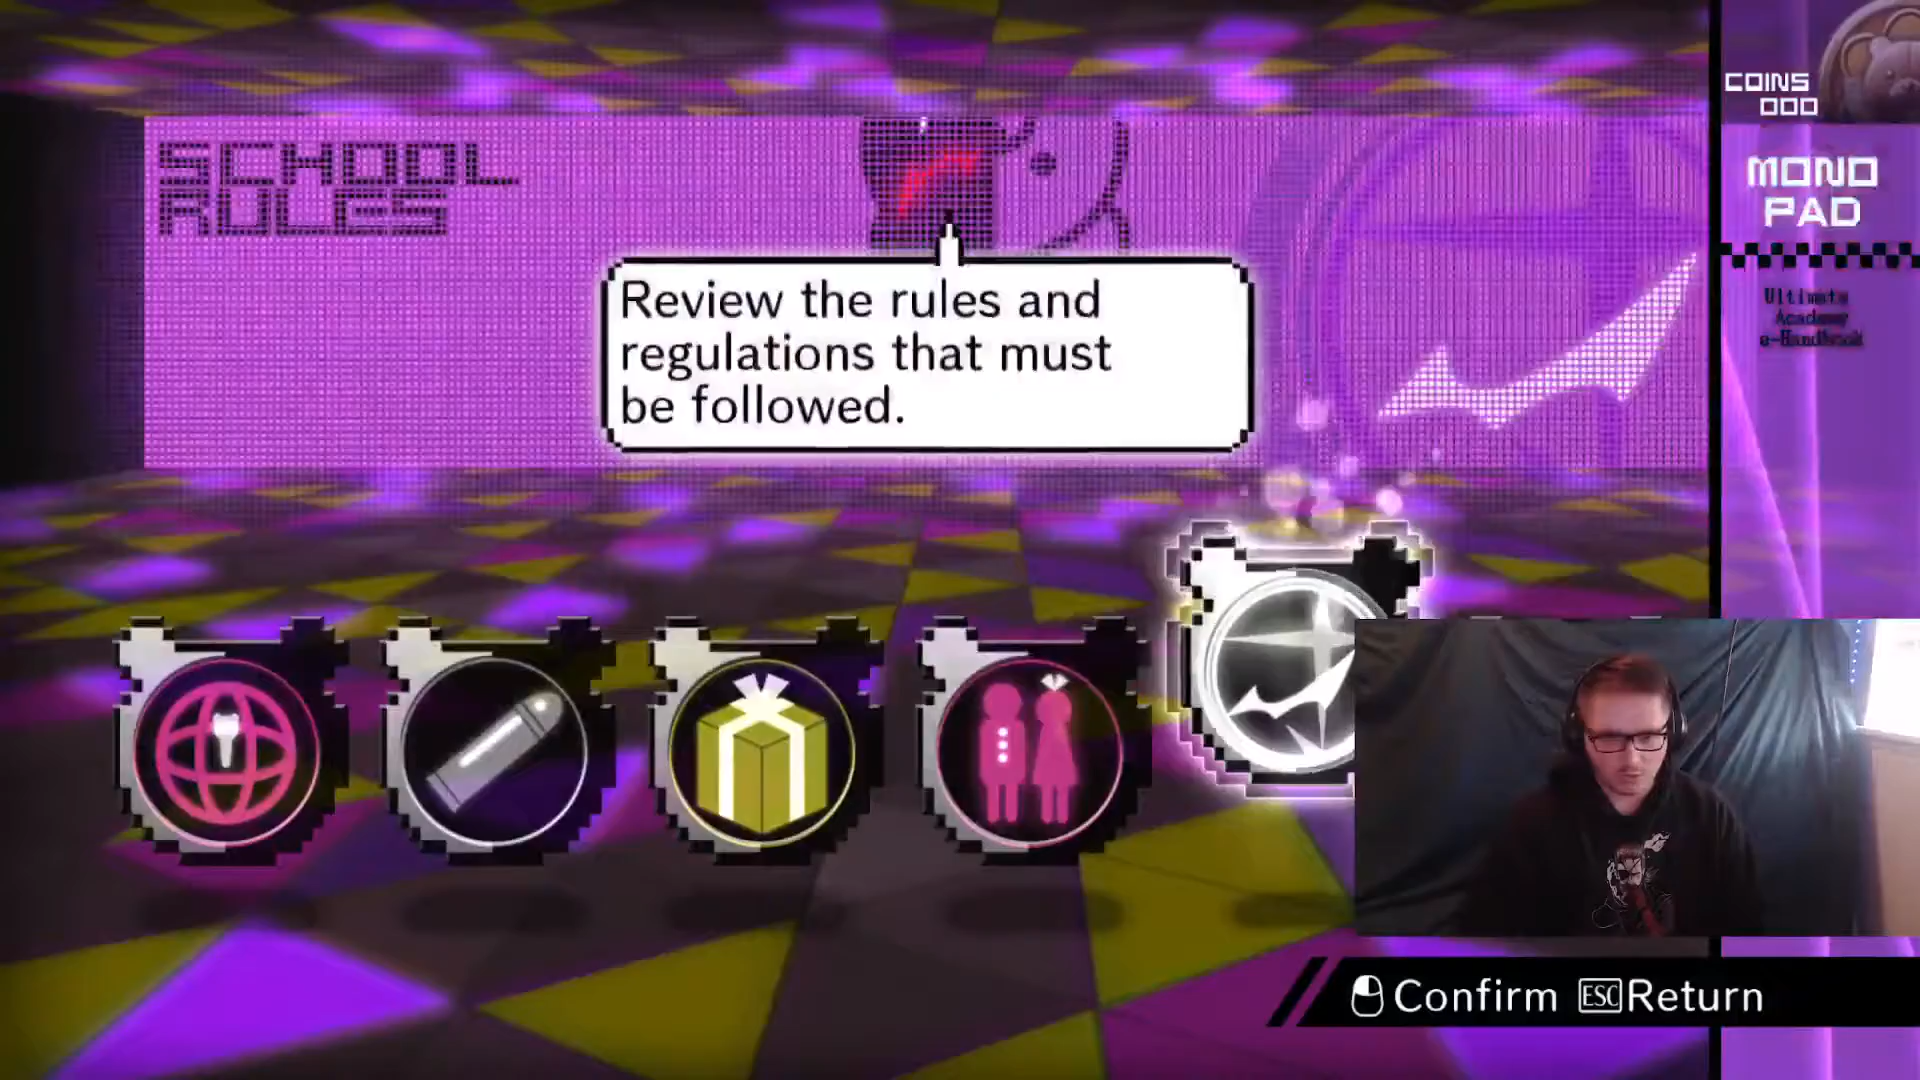 SCHOOL
RULES
Review the rules and
regulations that must
be followed.
COINS
000
MONO
PAD
Ultimate
Academy
e-Handbook
Confirm ESC Return